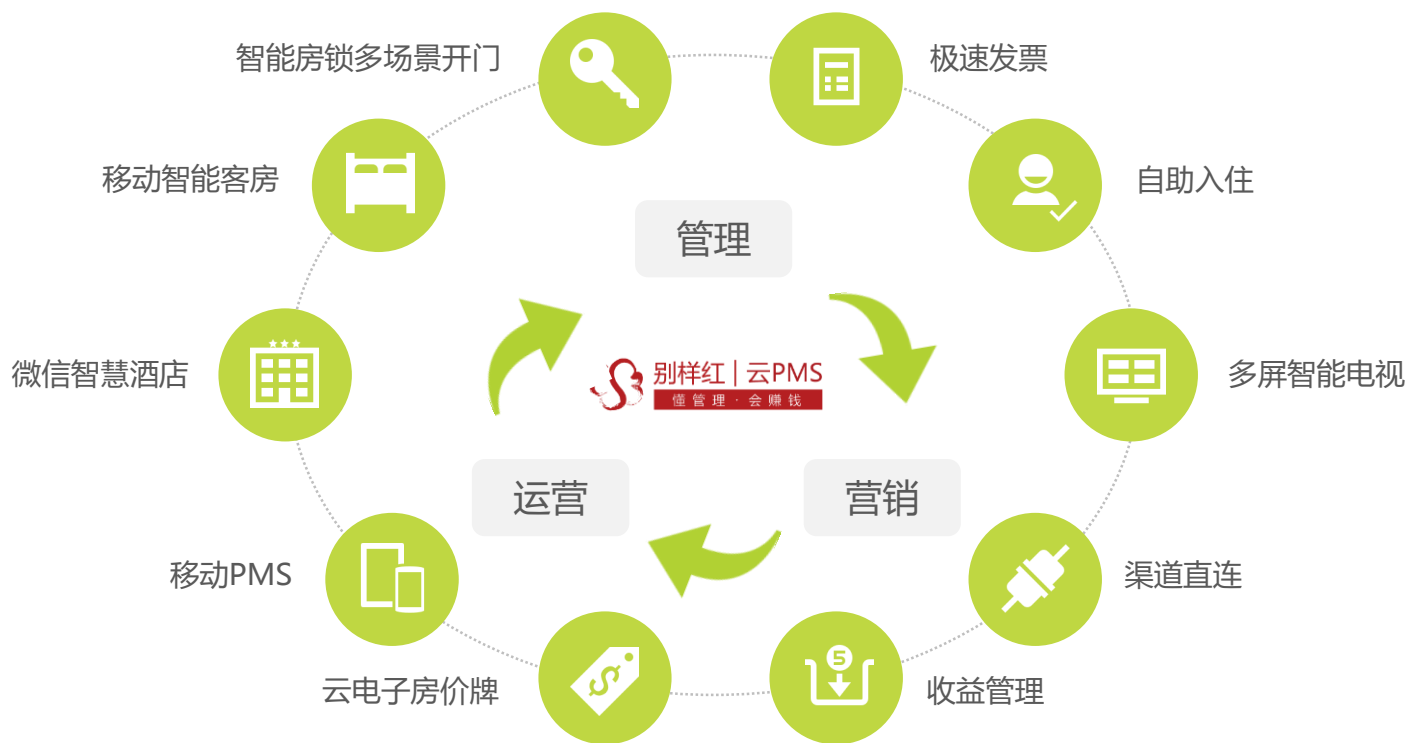 智能房锁多场景开门
极速发票
移动智能客房
自助入住
管理
微信智慧酒店
别样红|云PMS
懂管理·会赚钱
多屏智能电视
运营
营销
移动PMS
渠道直连
云电子房价牌
$
5
收益管理